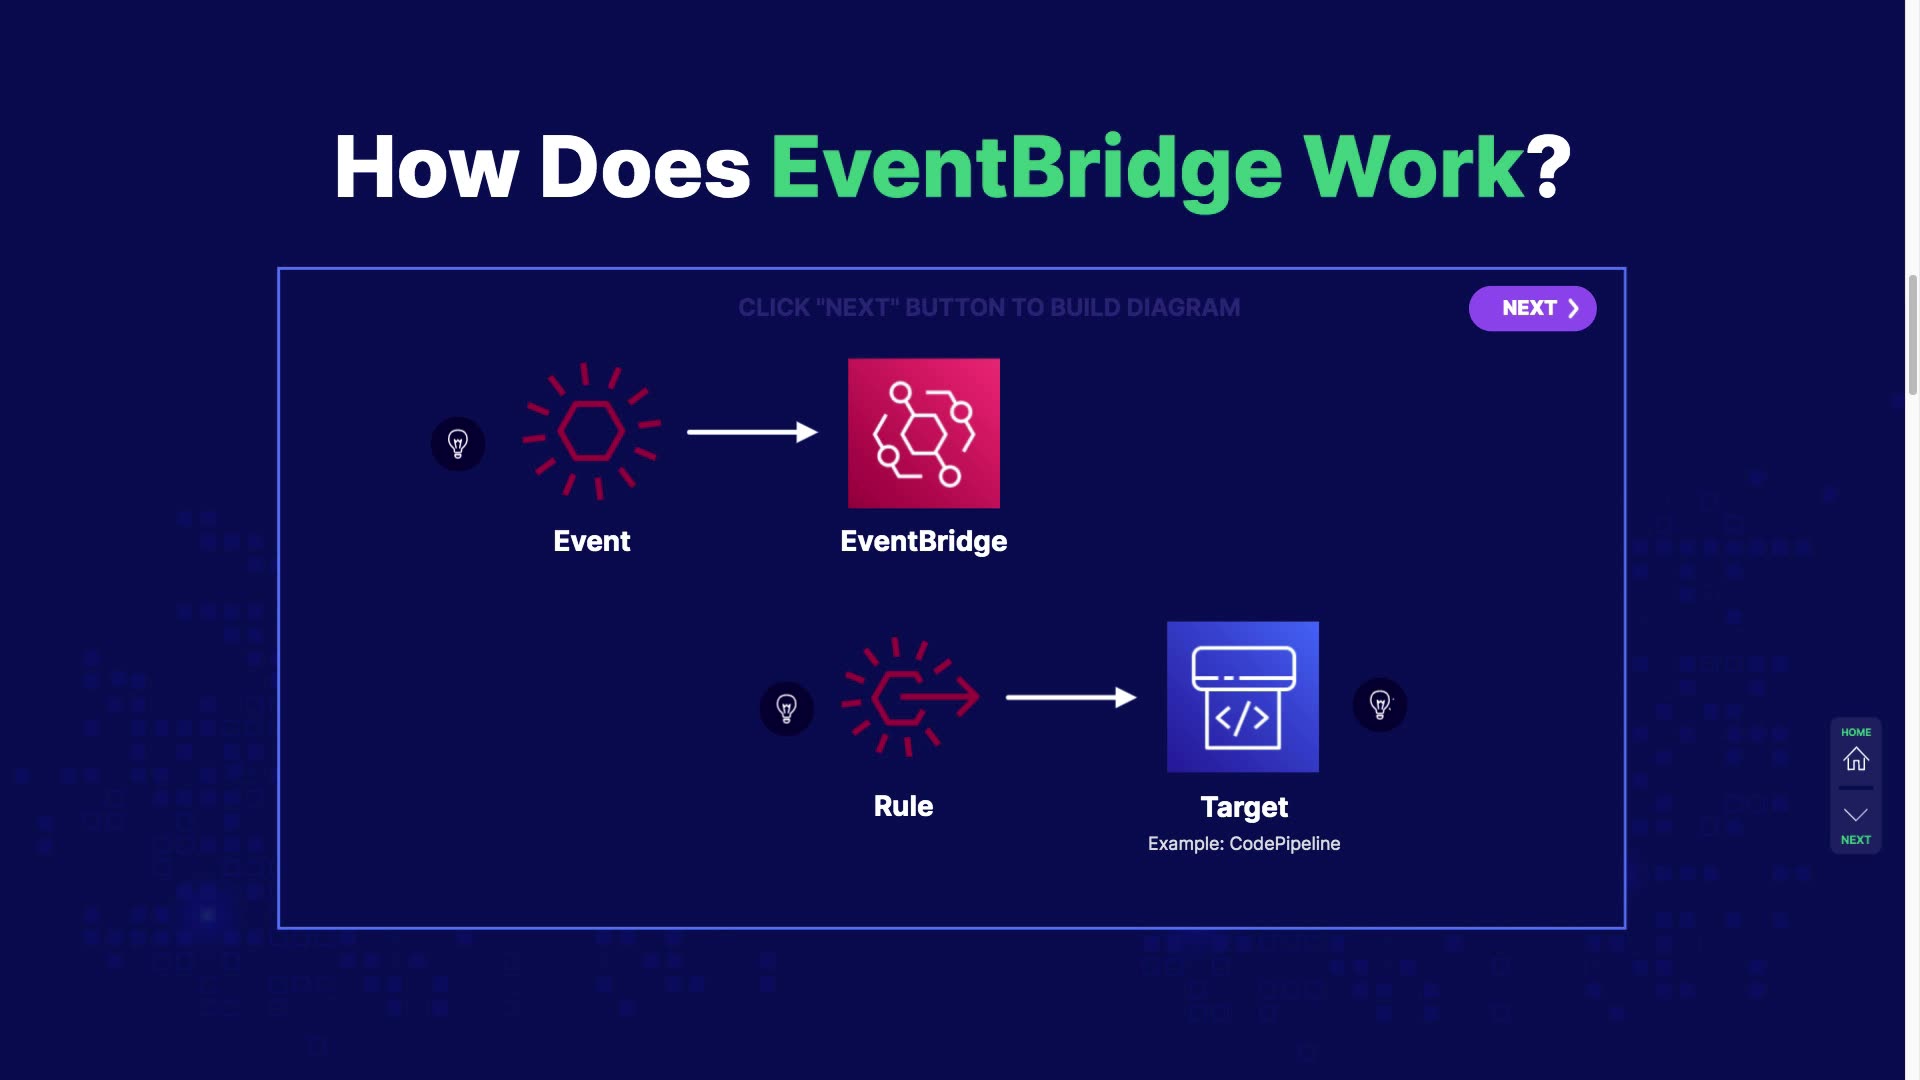 How Does EventBridge Work?
CLICK "NEXT" BUTTON TO BUILD DIAGRAM
NEXT
Event
EventBridge
</>
Rule
Target
Example: CodePipeline
HOME
NEXT